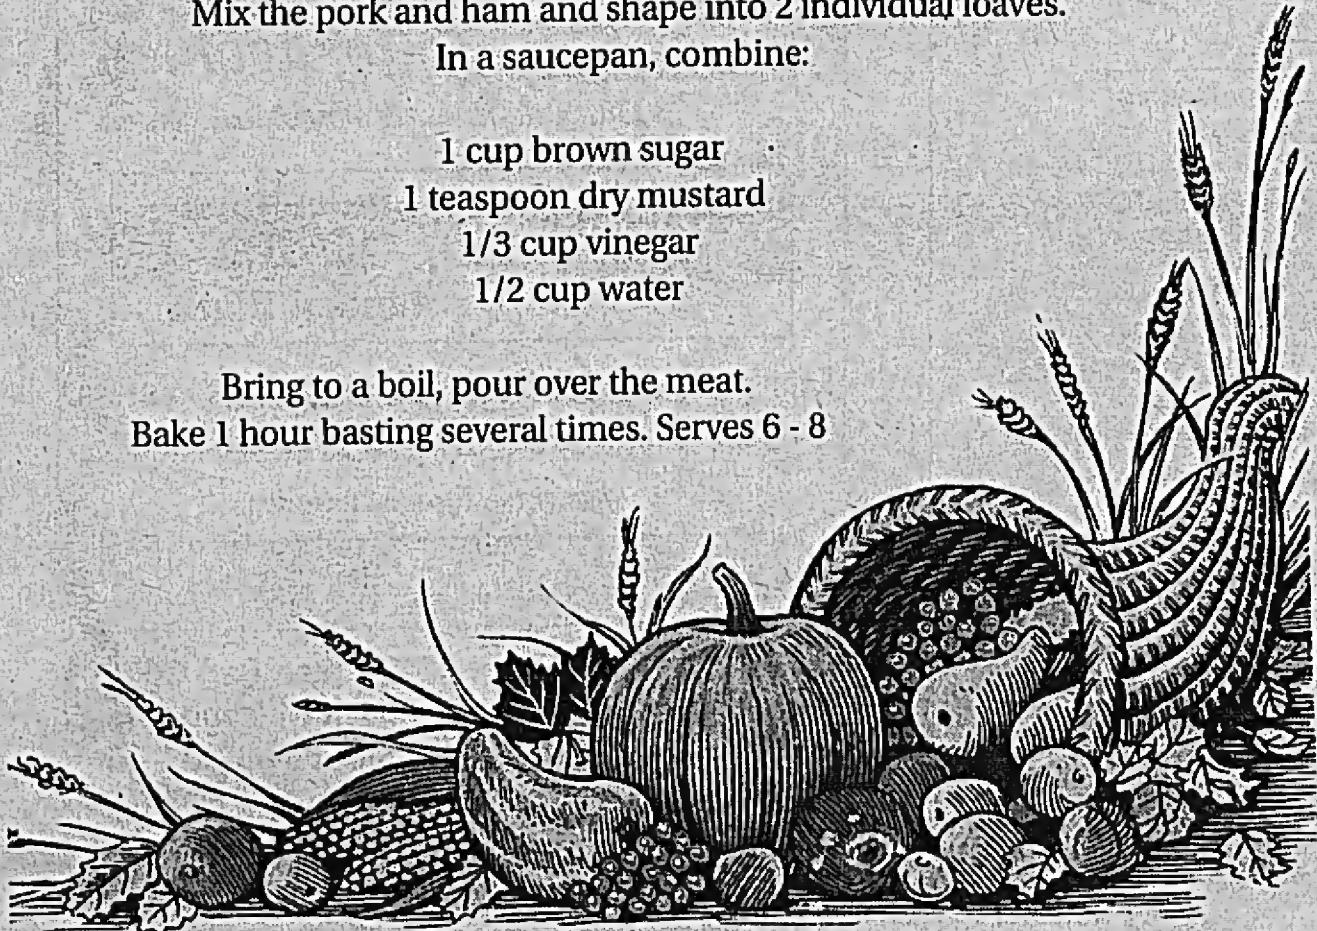 Mix the pork and ham and shape into 2 individual loaves.
In a saucepan, combine:
1 cup brown sugar
1 teaspoon dry mustard
1/3 cup vinegar
1/2 cup water
Bring to a boil, pour over the meat.
Bake 1 hour basting several times. Serves 6 - 8